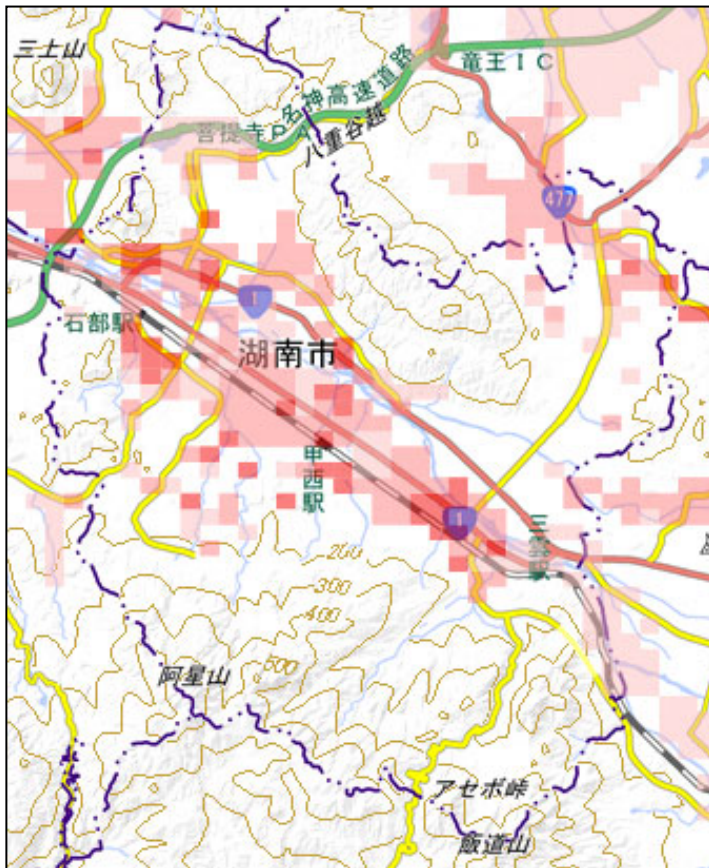 三上山
竜王IC
名神高速道路
菩提寺PA
八重谷越
477
1
石部駅
湖南市
甲西駅
1
三雲駅
200
300
400
500
阿星山
アセボ峠
飯道山